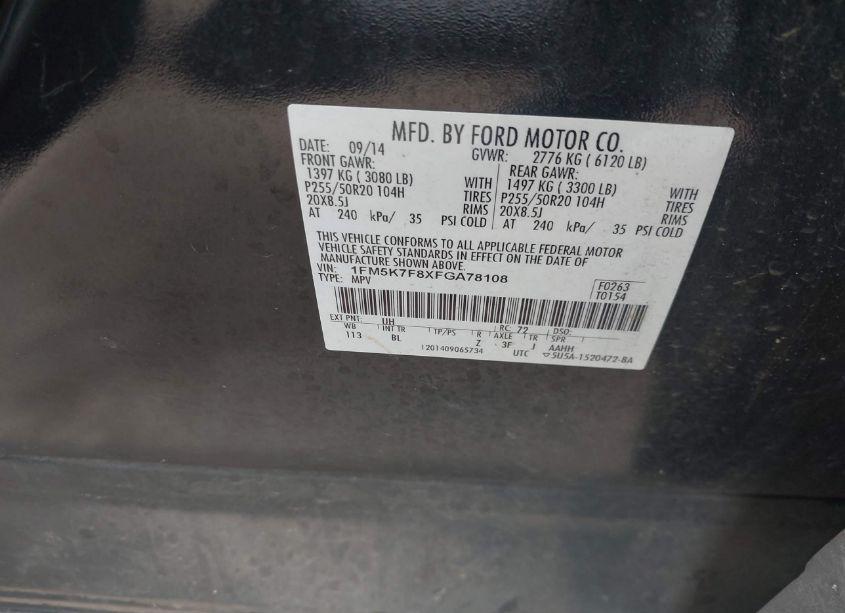 MFD. BY FORD MOTOR CO.
DATE: 09/14 GVWR: 2776 KG ( 6120 LB)
FRONT GAWR: REAR GAWR:
1397 KG ( 3080 LB) WITH 1497 KG ( 3300 LB) WITH
P255/50R20 104H TIRES P255/50R20 104H TIRES
20X8.5J RIMS 20X8.5J RIMS
AT 240 kPa/ 35 PSI COLD AT 240 kPa/ 35 PSI COLD
THIS VEHICLE CONFORMS TO ALL APPLICABLE FEDERAL MOTOR
VEHICLE SAFETY STANDARDS IN EFFECT ON THE DATE OF
MANUFACTURE SHOWN ABOVE.
VIN: 1FM5K7F8XFGA78108 F0263
TYPE: MPV T0154
EXT PNT: UH RC: 72 DSO:
WB INT TR TP/PS R AXLE TR SPR
113 BL Z 3F J AAHH
1201409065734 UTC ▽5U5A-1520472-BA